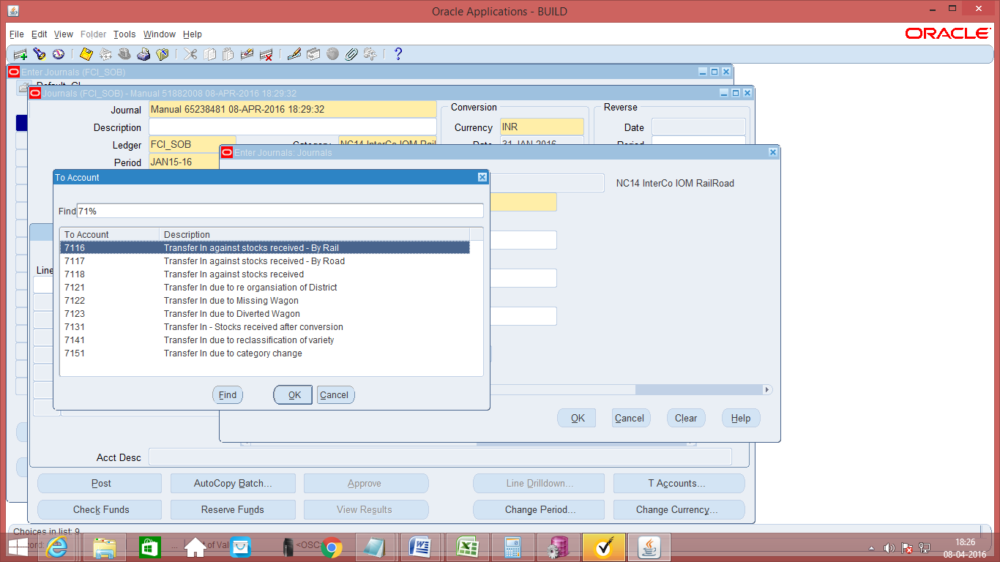 Oracle Applications - BUILD
File Edit View Folder Tools Window Help
ORACLE
Enter Journals (FCI_SOB)
Journals (FCI_SOB) - Manual 51882008 08-APR-2016 18:29:32
Journal Manual 65238481 08-APR-2016 18:29:32
Conversion
Reverse
Description
Currency INR
Date
Ledger FCI_SOB
Category NC14 InterCo IOM Rail
Date 31-JAN-2016
Period
Period JAN15-16
Enter Journals: Journals
NC14 InterCo IOM RailRoad
To Account
Find 71%
To Account Description
7116 Transfer In against stocks received - By Rail
7117 Transfer In against stocks received - By Road
7118 Transfer In against stocks received
7121 Transfer In due to re organsiation of District
7122 Transfer In due to Missing Wagon
7123 Transfer In due to Diverted Wagon
7131 Transfer In - Stocks received after conversion
7141 Transfer In due to reclassification of variety
7151 Transfer In due to category change
Find OK Cancel
Line
OK Cancel Clear Help
Acct Desc
Post AutoCopy Batch... Approve Line Drilldown... T Accounts...
Check Funds Reserve Funds View Results Change Period... Change Currency...
Choices in list: 9
<OSC>
18:26
08-04-2016